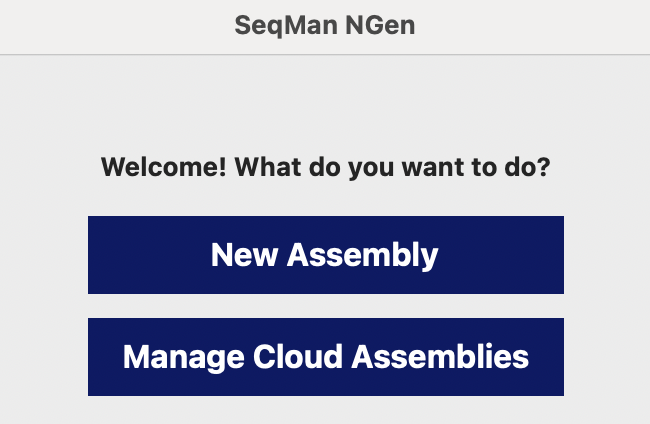 SeqMan NGen
Welcome! What do you want to do?
New Assembly
Manage Cloud Assemblies